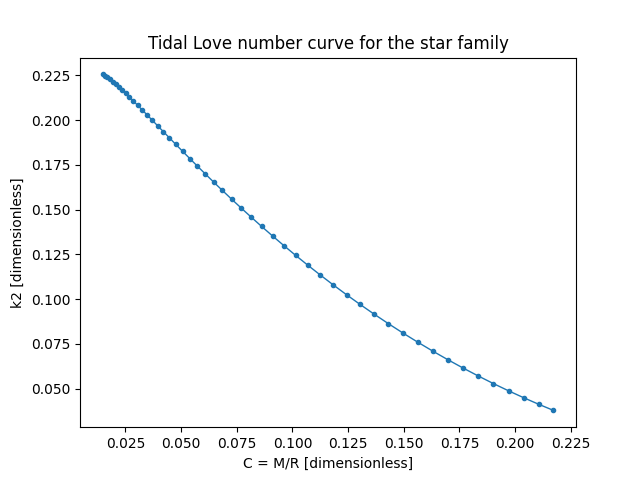 Tidal Love number curve for the star family
0.225
0.200
0.175
0.150
0.125
0.100
0.075
0.050
k2 [dimensionless]
0.025 0.050 0.075 0.100 0.125 0.150 0.175 0.200 0.225
C = M/R [dimensionless]